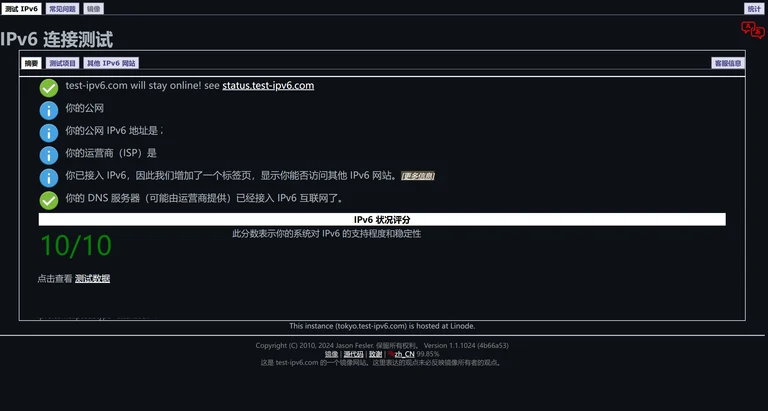 测试 IPv6 常见问题 镜像 统计
IPv6 连接测试
摘要 测试项目 其他 IPv6 网站 客服信息
test-ipv6.com will stay online! see status.test-ipv6.com
你的公网
你的公网 IPv6 地址是：
你的运营商（ISP）是
你已接入 IPv6，因此我们增加了一个标签页，显示你能否访问其他 IPv6 网站。 [更多信息]
你的 DNS 服务器（可能由运营商提供）已经接入 IPv6 互联网了。
IPv6 状况评分
10/10 此分数表示你的系统对 IPv6 的支持程度和稳定性
点击查看 测试数据
This instance (tokyo.test-ipv6.com) is hosted at Linode.
Copyright (C) 2010, 2024 Jason Fesler. 保留所有权利。 Version 1.1.1024 (4b66a53)
镜像 | 源代码 | 致谢 | zh_CN 99.85%
这是 test-ipv6.com 的一个镜像网站。这里表达的观点未必反映镜像所有者的观点。